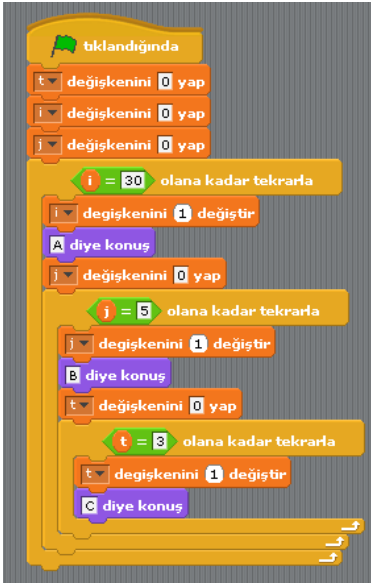 tıklandığında
t değişkenini 0 yap
i değişkenini 0 yap
j değişkenini 0 yap
i = 30 olana kadar tekrarla
i degişkenini 1 değiştir
A diye konuş
j değişkenini 0 yap
j = 5 olana kadar tekrarla
j degişkenini 1 değiştir
B diye konuş
t değişkenini 0 yap
t = 3 olana kadar tekrarla
t degişkenini 1 değiştir
C diye konuş